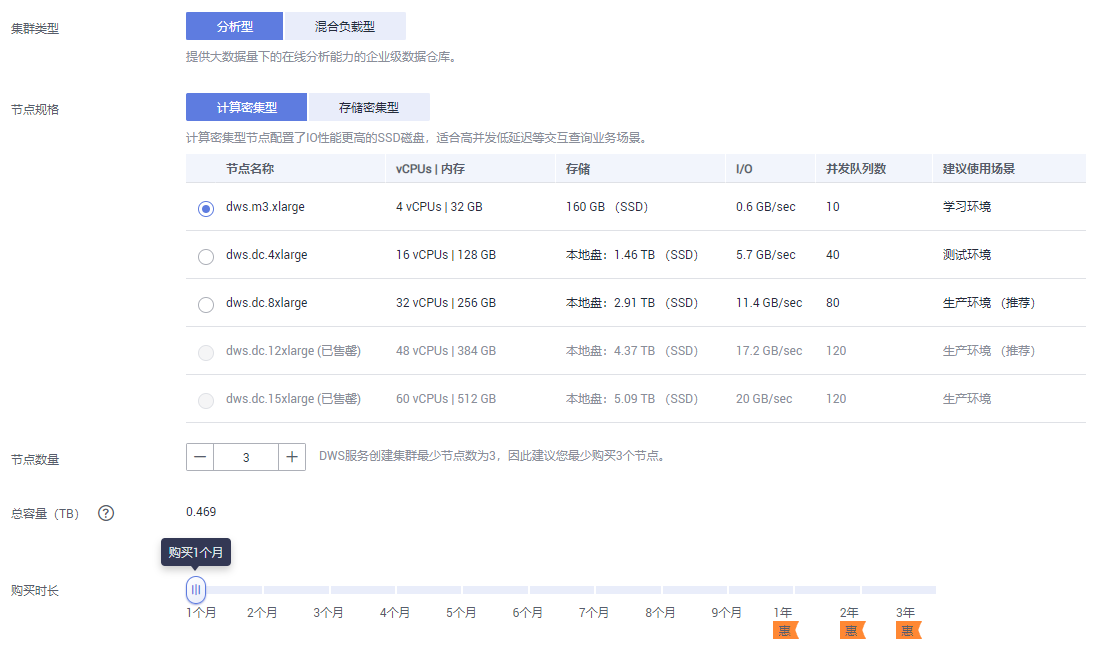 集群类型
分析型 混合负载型
提供大数据量下的在线分析能力的企业级数据仓库。
节点规格
计算密集型 存储密集型
计算密集型节点配置了IO性能更高的SSD磁盘，适合高并发低延迟等交互查询业务场景。
节点名称 vCPUs | 内存 存储 I/O 并发队列数 建议使用场景
dws.m3.xlarge 4 vCPUs | 32 GB 160 GB （SSD） 0.6 GB/sec 10 学习环境
dws.dc.4xlarge 16 vCPUs | 128 GB 本地盘：1.46 TB （SSD） 5.7 GB/sec 40 测试环境
dws.dc.8xlarge 32 vCPUs | 256 GB 本地盘：2.91 TB （SSD） 11.4 GB/sec 80 生产环境 （推荐）
dws.dc.12xlarge (已售罄) 48 vCPUs | 384 GB 本地盘：4.37 TB （SSD） 17.2 GB/sec 120 生产环境 （推荐）
dws.dc.15xlarge (已售罄) 60 vCPUs | 512 GB 本地盘：5.09 TB （SSD） 20 GB/sec 120 生产环境
节点数量 — 3 + DWS服务创建集群最少节点数为3，因此建议您最少购买3个节点。
总容量（TB） ? 0.469
购买1个月
购买时长
1个月 2个月 3个月 4个月 5个月 6个月 7个月 8个月 9个月 1年 2年 3年
惠 惠 惠